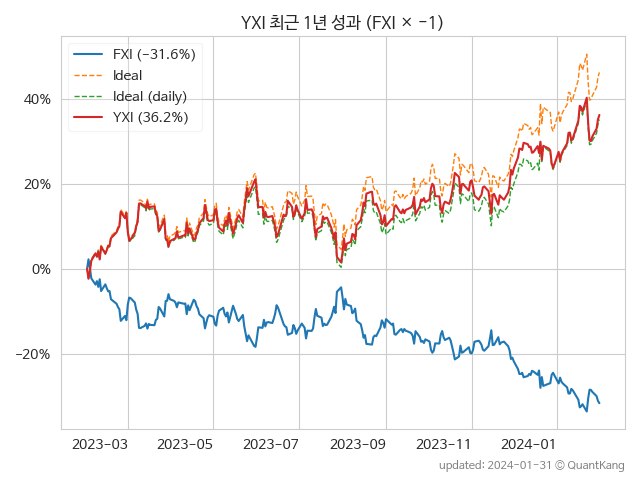 YXI 최근 1년 성과 (FXI × −1)
FXI (−31.6%)
Ideal
Ideal (daily)
YXI (36.2%)
40%
20%
0%
−20%
2023-03
2023-05
2023-07
2023-09
2023-11
2024-01
updated: 2024-01-31 © QuantKang